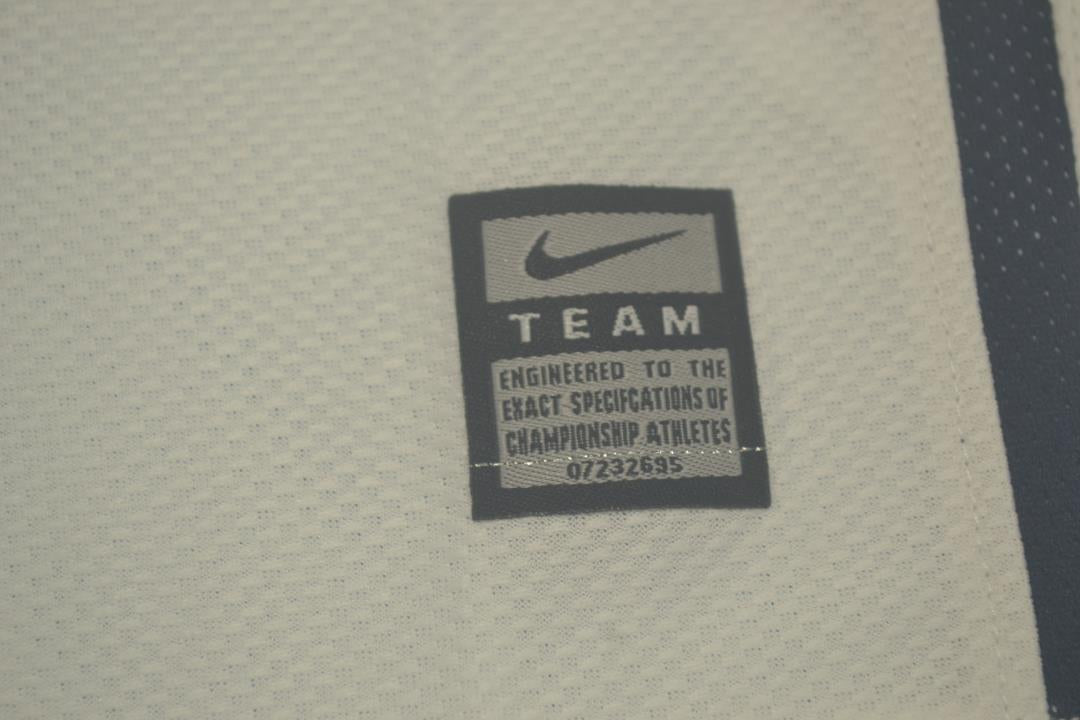 TEAM
ENGINEERED TO THE
EXACT SPECIFCATIONS OF
CHAMPIONSHIP ATHLETES
07232695